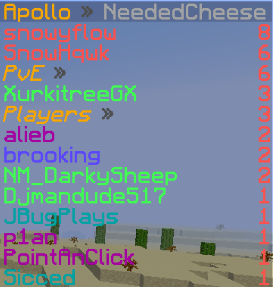 Apollo » NeededCheese
snowyflow 8
SnowHawk 6
PvE » 6
XurkitreeGX 3
Players » 3
alieb 2
brooking 2
NM_DarkySheep 2
Djmandude517 1
JBugPlays 1
p1an 1
PointAnClick 1
Sicced 1